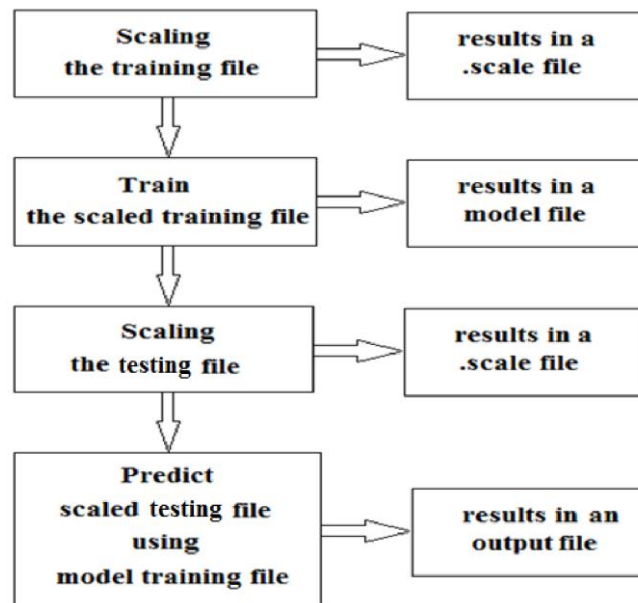 Scaling
the training file
results in a
.scale file
Train
the scaled training file
results in a
model file
Scaling
the testing file
results in a
.scale file
Predict
scaled testing file
using
model training file
results in an
output file